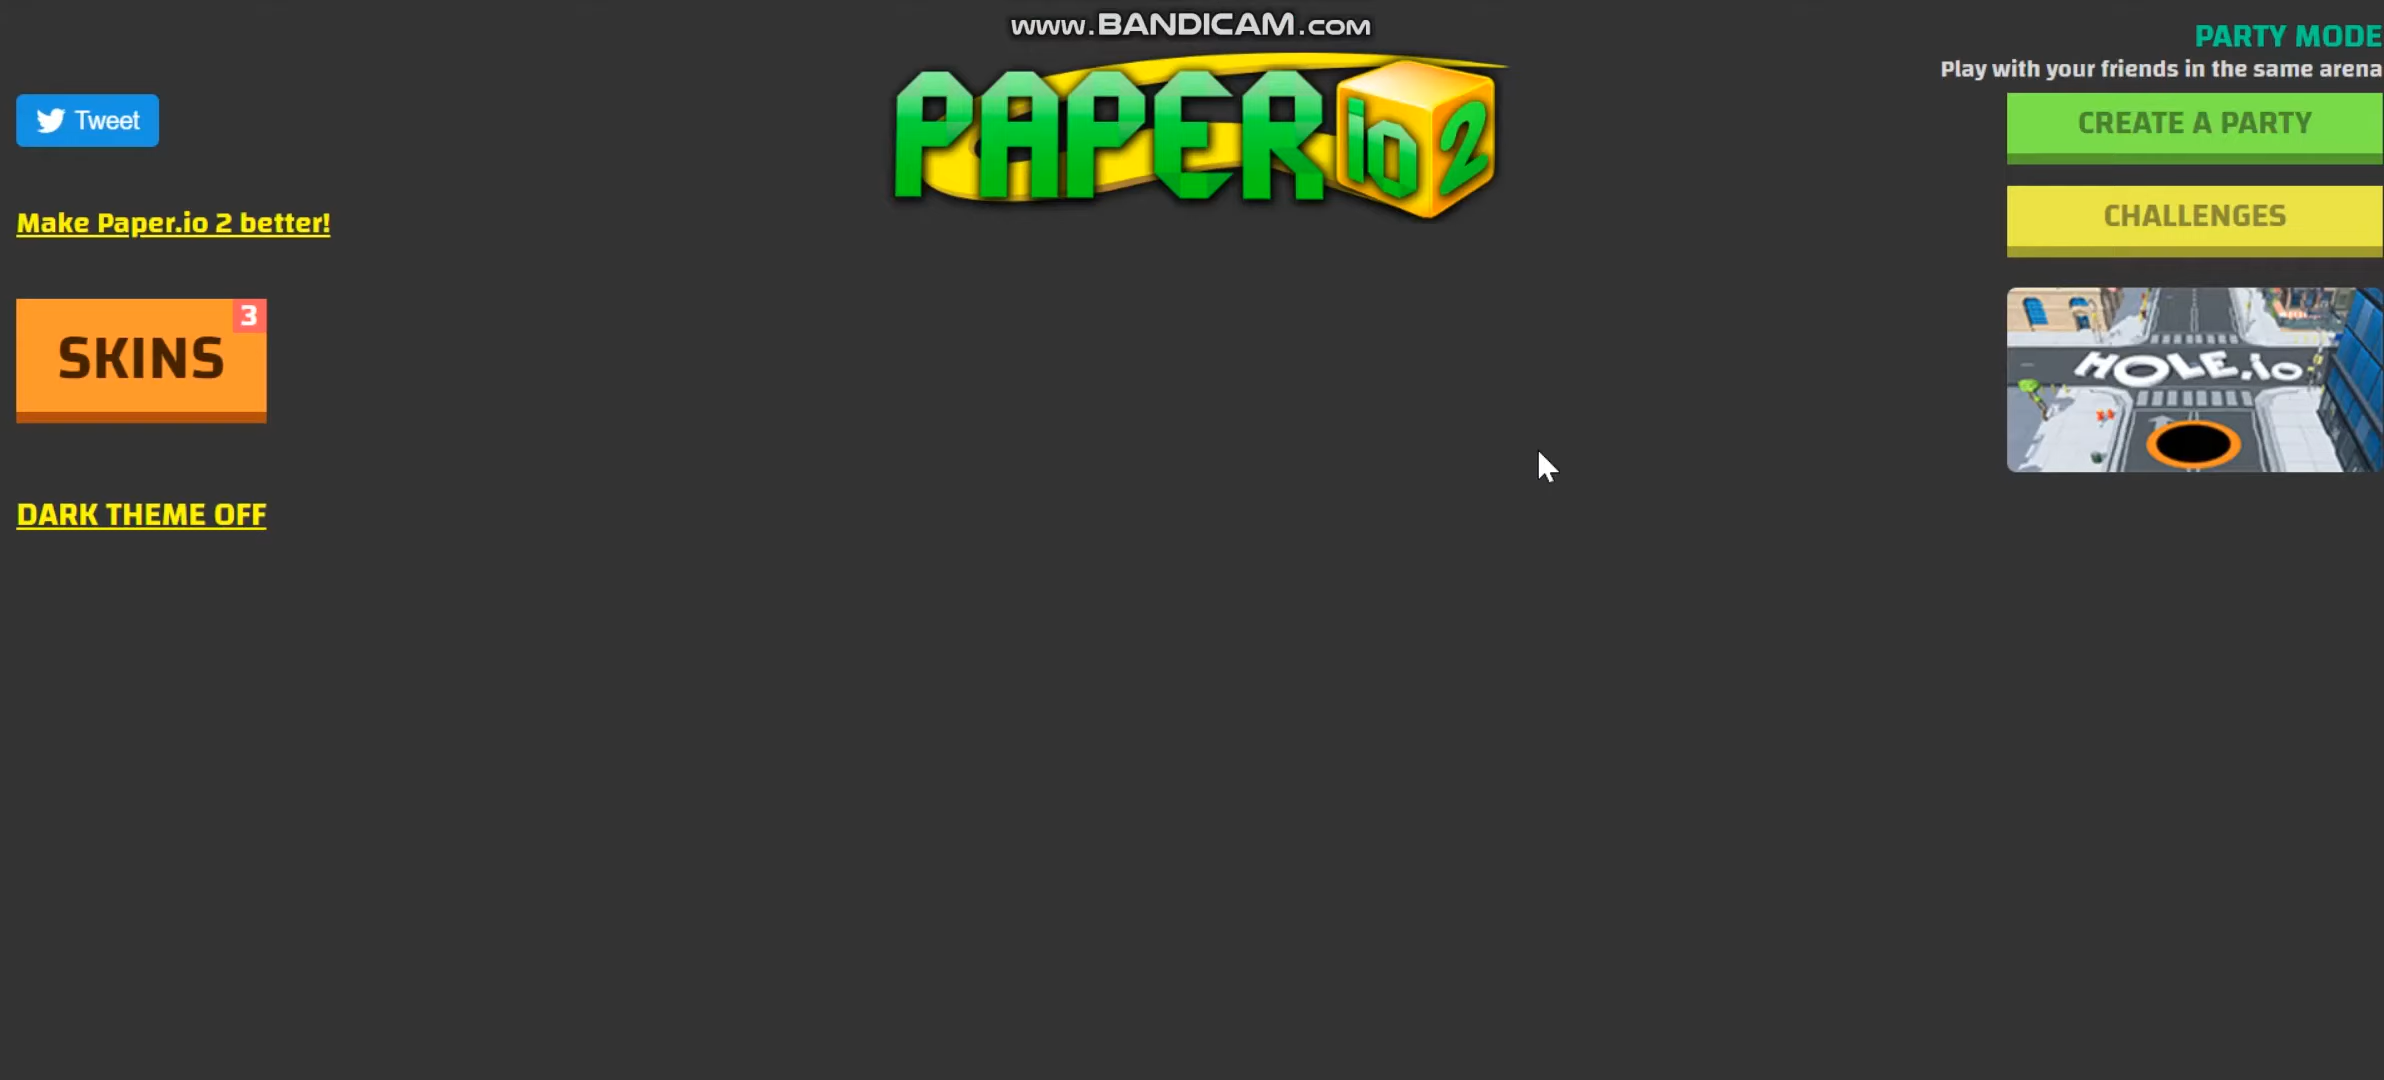 www.BANDICAM.com
PAPER io 2
Tweet
Make Paper.io 2 better!
SKINS
3
DARK THEME OFF
PARTY MODE
Play with your friends in the same arena
CREATE A PARTY
CHALLENGES
HOLE.io